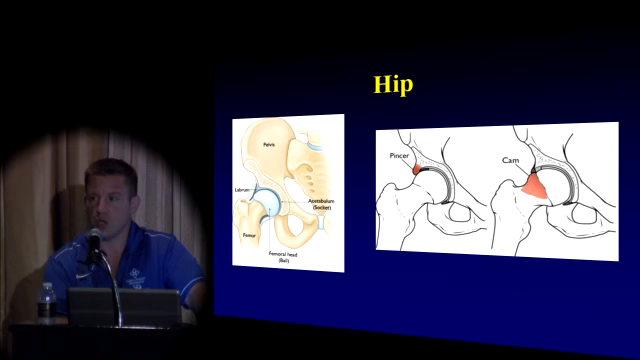 Hip
Pelvis
Labrum
Acetabulum
(Socket)
Femur
Femoral head
(Ball)
Pincer
Cam